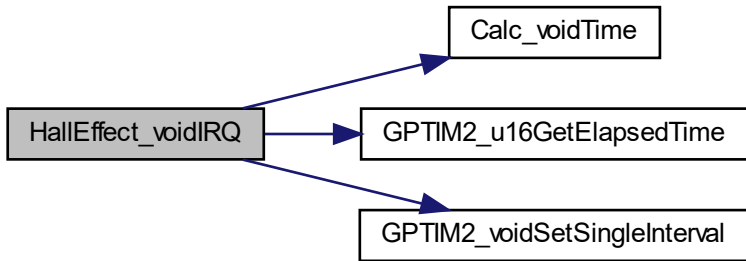 Calc_voidTime
HallEffect_voidIRQ
GPTIM2_u16GetElapsedTime
GPTIM2_voidSetSingleInterval